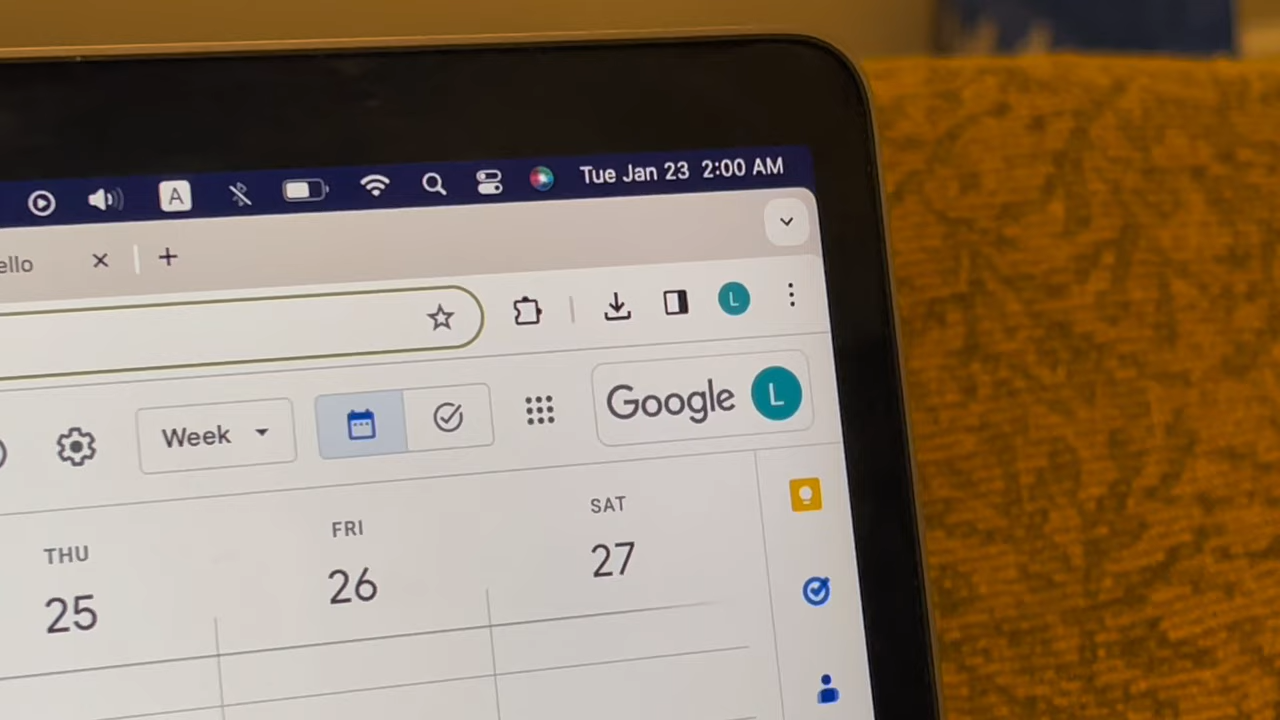 A Tue Jan 23 2:00 AM
ello
L
Week Google L
THU FRI SAT
25 26 27